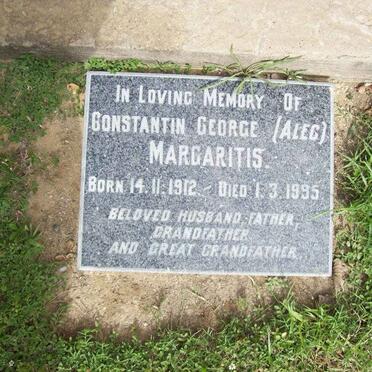 IN LOVING MEMORY OF
CONSTANTIN GEORGE (ALEC)
MARGARITIS
BORN 14.11.1912 - DIED 1.3.1995
BELOVED HUSBAND, FATHER,
GRANDFATHER
AND GREAT GRANDFATHER